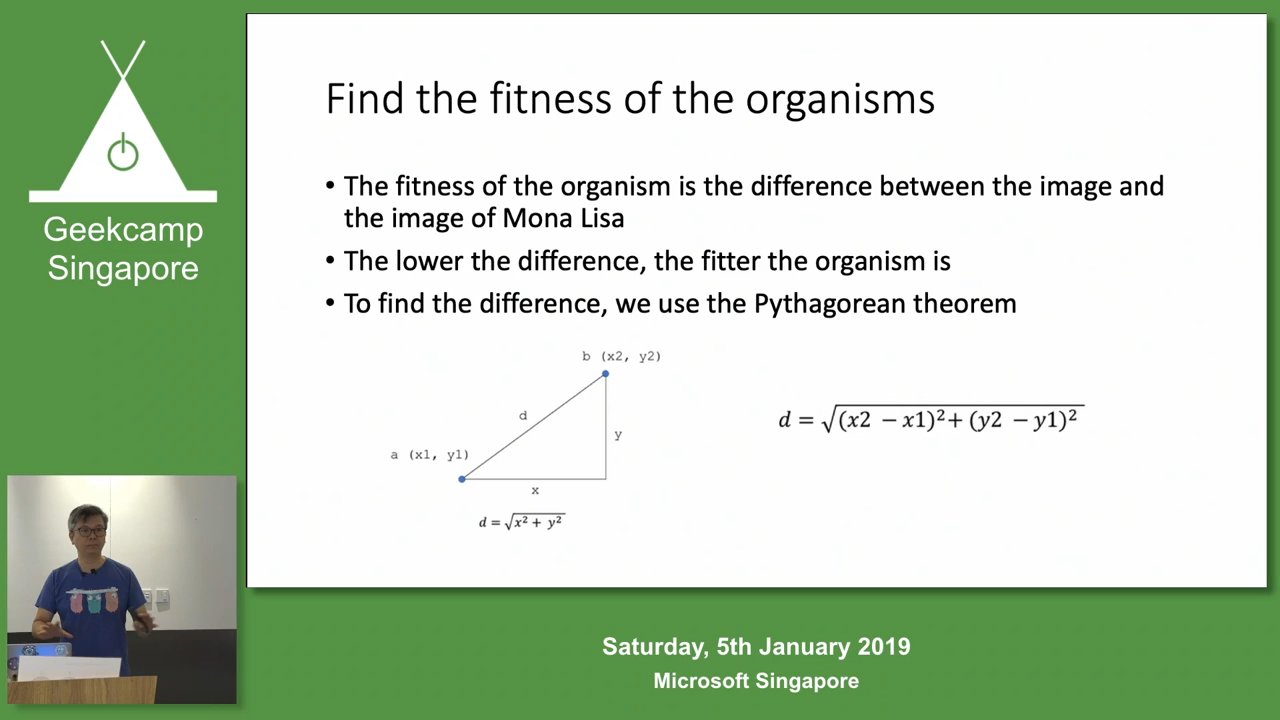 Geekcamp
Singapore
Find the fitness of the organisms
• The fitness of the organism is the difference between the image and
the image of Mona Lisa
• The lower the difference, the fitter the organism is
• To find the difference, we use the Pythagorean theorem
b (x2, y2)
d
y
a (x1, y1)
x
d = √x² + y²
d = √(x2 − x1)²+ (y2 − y1)²
Saturday, 5th January 2019
Microsoft Singapore